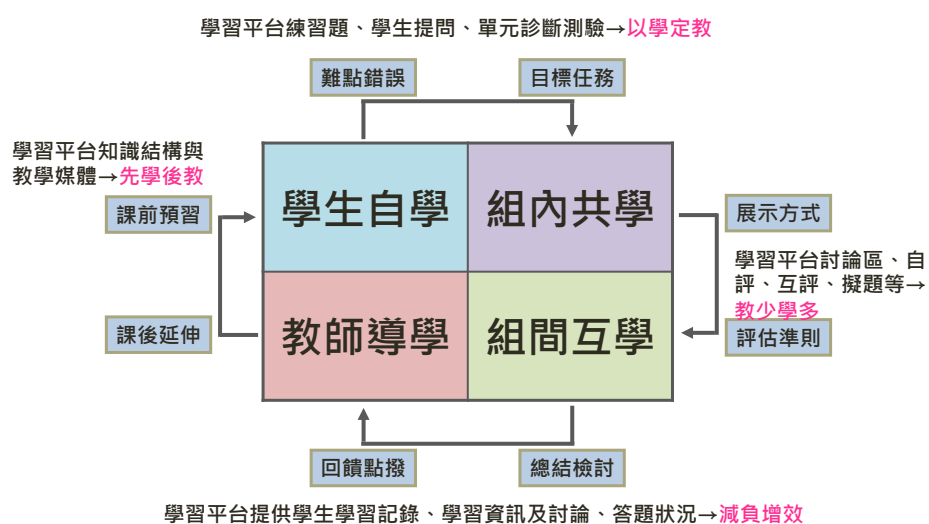 學習平台練習題、學生提問、單元診斷測驗→以學定教
難點錯誤
目標任務
學習平台知識結構與
教學媒體→先學後教
課前預習
學生自學
組內共學
展示方式
學習平台討論區、自
評、互評、擬題等→
教少學多
課後延伸
教師導學
組間互學
評估準則
回饋點撥
總結檢討
學習平台提供學生學習記錄、學習資訊及討論、答題狀況→減負增效